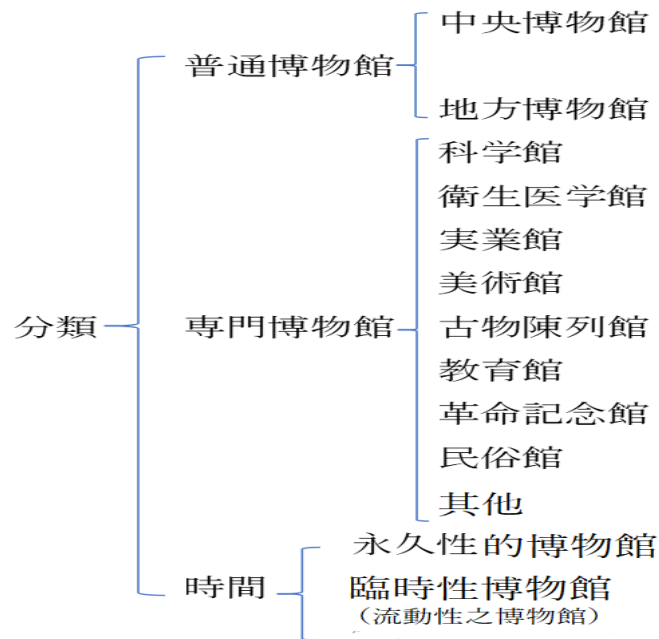 分類
普通博物館
中央博物館
地方博物館
専門博物館
科学館
衛生医学館
実業館
美術館
古物陳列館
教育館
革命記念館
民俗館
其他
時間
永久性的博物館
臨時性博物館
（流動性之博物館）